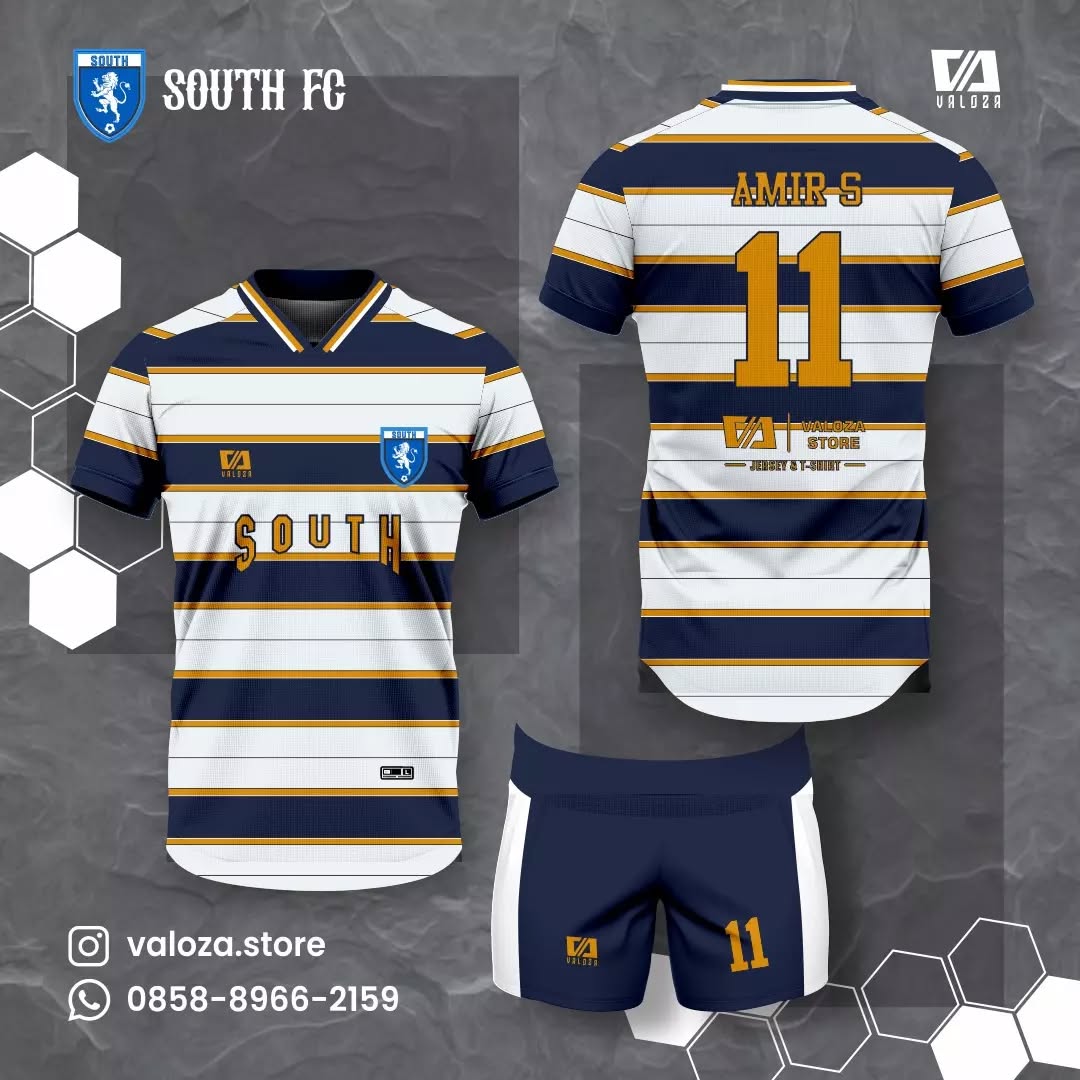 SOUTH
SOUTH FC
VALOZA
AMIR S
11
VALOZA
STORE
JERSEY & T-SHIRT
SOUTH
VALOZA
SOUTH
L
VALOZA
11
valoza.store
0858-8966-2159